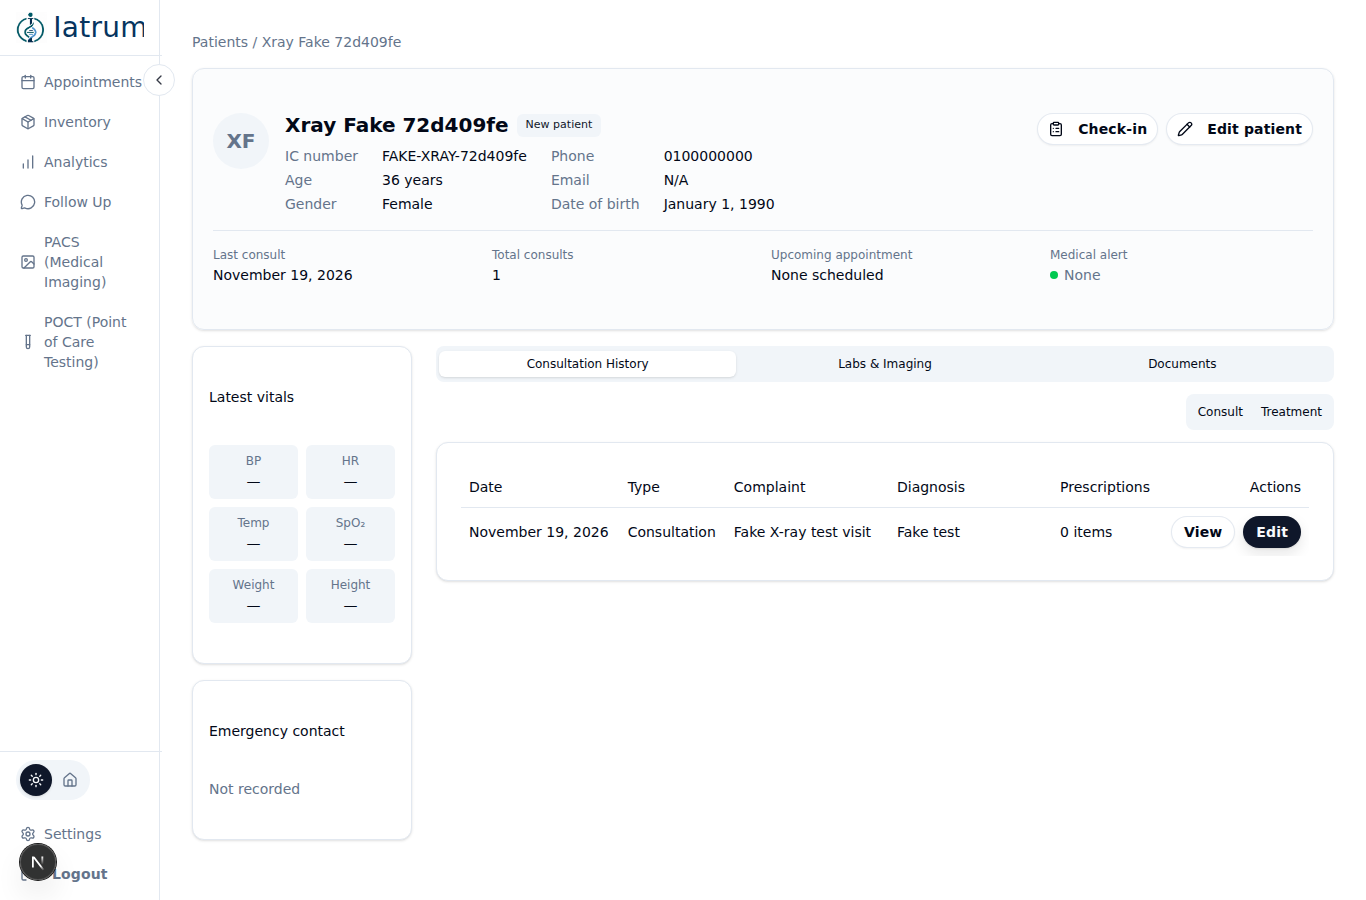 Iatrum
Appointments
Inventory
Analytics
Follow Up
PACS
(Medical
Imaging)
POCT (Point
of Care
Testing)
Settings
N
Logout
Patients / Xray Fake 72d409fe
XF
Xray Fake 72d409fe
New patient
Check-in
Edit patient
IC number FAKE-XRAY-72d409fe Phone 0100000000
Age 36 years Email N/A
Gender Female Date of birth January 1, 1990
Last consult Total consults Upcoming appointment Medical alert
November 19, 2026 1 None scheduled None
Latest vitals
BP HR
— —
Temp SpO₂
— —
Weight Height
— —
Emergency contact
Not recorded
Consultation History Labs & Imaging Documents
Consult Treatment
Date Type Complaint Diagnosis Prescriptions Actions
November 19, 2026 Consultation Fake X-ray test visit Fake test 0 items View Edit